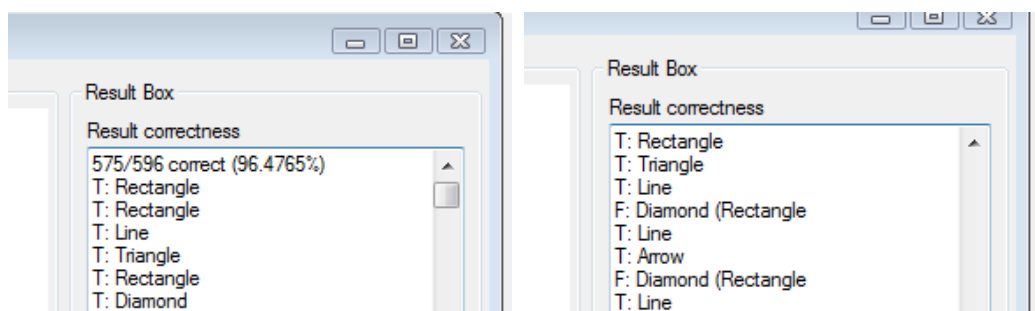 Result Box
Result correctness
575/596 correct (96.4765%)
T: Rectangle
T: Rectangle
T: Line
T: Triangle
T: Rectangle
T: Diamond
Result Box
Result correctness
T: Rectangle
T: Triangle
T: Line
F: Diamond (Rectangle
T: Line
T: Arrow
F: Diamond (Rectangle
T: Line